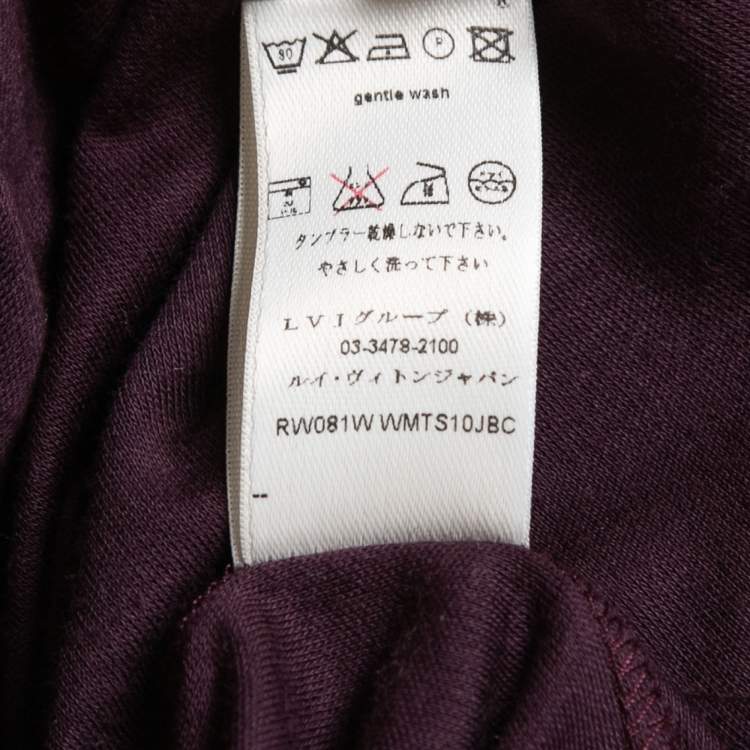 30 P
gentle wash
タンブラー乾燥しないで下さい。
やさしく洗って下さい
LVJグループ (株)
03-3478-2100
ルイ・ヴィトンジャパン
RW081W WMTS10JBC
--